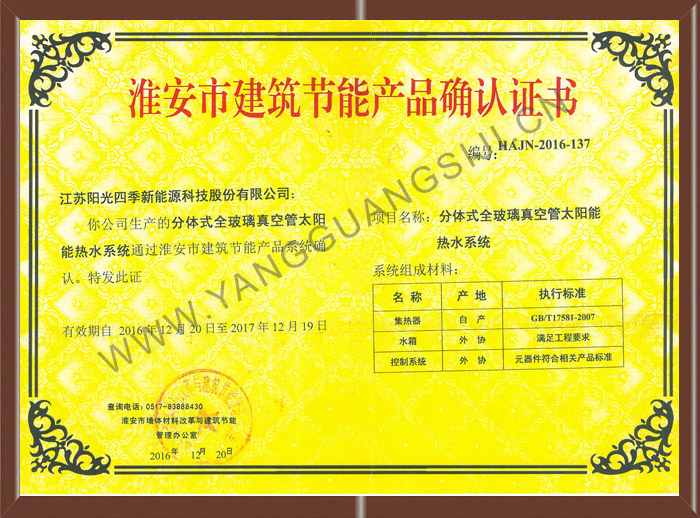 淮安市建筑节能产品确认证书
编号:HAJN-2016-137
江苏阳光四季新能源科技股份有限公司:
你公司生产的分体式全玻璃真空管太阳
能热水系统通过淮安市建筑节能产品系统确
认。特发此证
有效期自 2016 年 12 月 20 日至 2017 年 12 月 19 日
查询电话:0517-83888430
淮安市墙体材料改革与建筑节能
管理办公室
2016 年 12 月 20 日
项目名称: 分体式全玻璃真空管太阳能
热水系统
系统组成材料:
名 称 产 地 执行标准
集热器 自 产 GB/T17581-2007
水箱 外 协 满足工程要求
控制系统 外 协 元器件符合相关产品标准
WWW.YANGGUANGSHI.CN